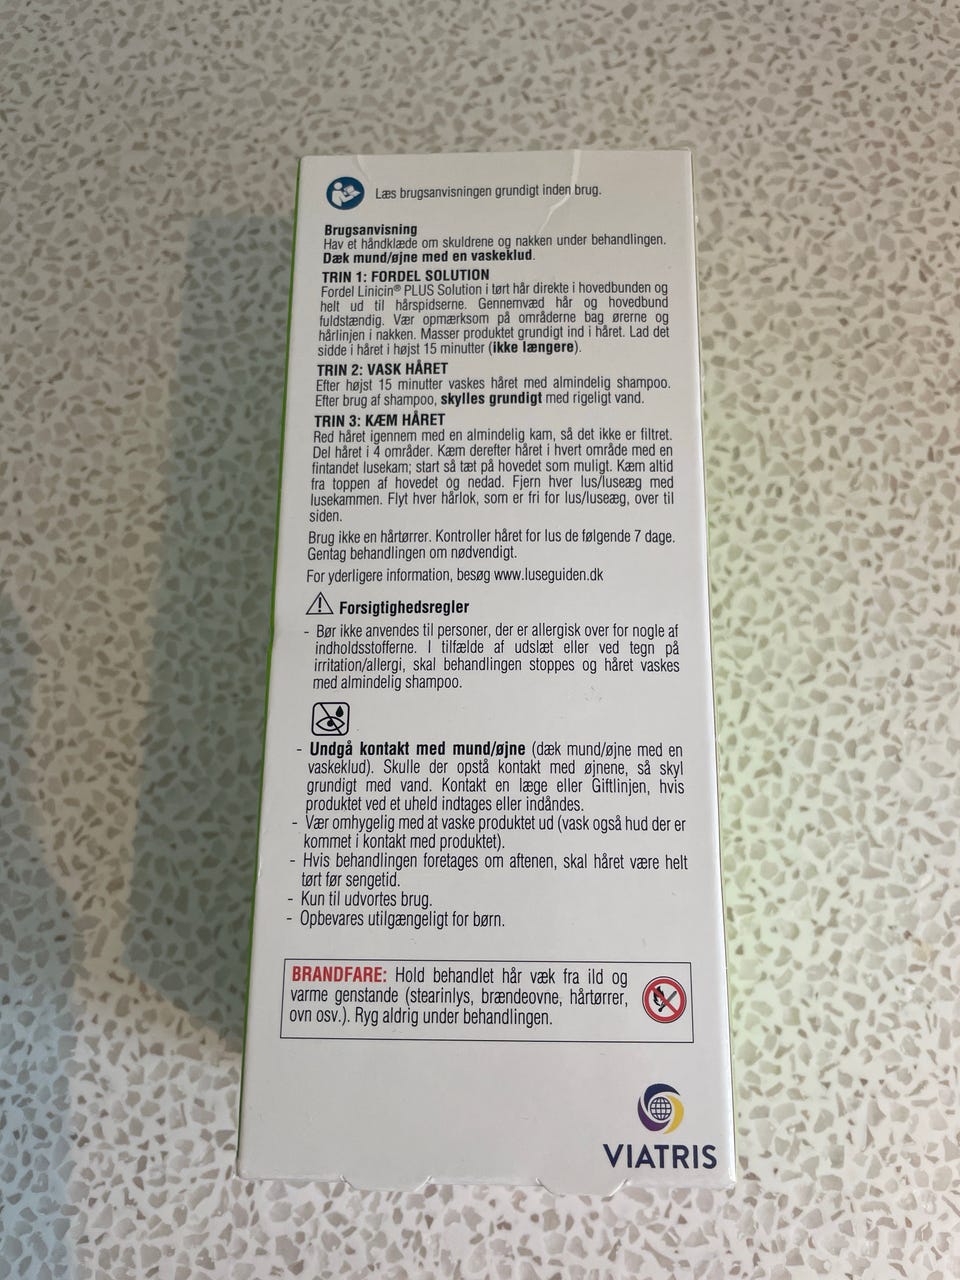 Læs brugsanvisningen grundigt inden brug.
Brugsanvisning
Hav et håndklæde om skuldrene og nakken under behandlingen.
Dæk mund/øjne med en vaskeklud.
TRIN 1: FORDEL SOLUTION
Fordel Linicin® PLUS Solution i tørt hår direkte i hovedbunden og
helt ud til hårspidserne. Gennemvæd hår og hovedbund
fuldstændig. Vær opmærksom på områderne bag ørerne og
hårlinjen i nakken. Masser produktet grundigt ind i håret. Lad det
sidde i håret i højst 15 minutter (ikke længere).
TRIN 2: VASK HÅRET
Efter højst 15 minutter vaskes håret med almindelig shampoo.
Efter brug af shampoo, skylles grundigt med rigeligt vand.
TRIN 3: KÆM HÅRET
Red håret igennem med en almindelig kam, så det ikke er filtret.
Del håret i 4 områder. Kæm derefter håret i hvert område med en
fintandet lusekam; start så tæt på hovedet som muligt. Kæm altid
fra toppen af hovedet og nedad. Fjern hver lus/luseæg med
lusekammen. Flyt hver hårlok, som er fri for lus/luseæg, over til
siden.
Brug ikke en hårtørrer. Kontroller håret for lus de følgende 7 dage.
Gentag behandlingen om nødvendigt.
For yderligere information, besøg www.luseguiden.dk
Forsigtighedsregler
- Bør ikke anvendes til personer, der er allergisk over for nogle af
indholdsstofferne. I tilfælde af udslæt eller ved tegn på
irritation/allergi, skal behandlingen stoppes og håret vaskes
med almindelig shampoo.
- Undgå kontakt med mund/øjne (dæk mund/øjne med en
vaskeklud). Skulle der opstå kontakt med øjnene, så skyl
grundigt med vand. Kontakt en læge eller Giftlinjen, hvis
produktet ved et uheld indtages eller indåndes.
- Vær omhygelig med at vaske produktet ud (vask også hud der er
kommet i kontakt med produktet).
- Hvis behandlingen foretages om aftenen, skal håret være helt
tørt før sengetid.
- Kun til udvortes brug.
- Opbevares utilgængeligt for børn.
BRANDFARE: Hold behandlet hår væk fra ild og
varme genstande (stearinlys, brændeovne, hårtørrer,
ovn osv.). Ryg aldrig under behandlingen.
VIATRIS